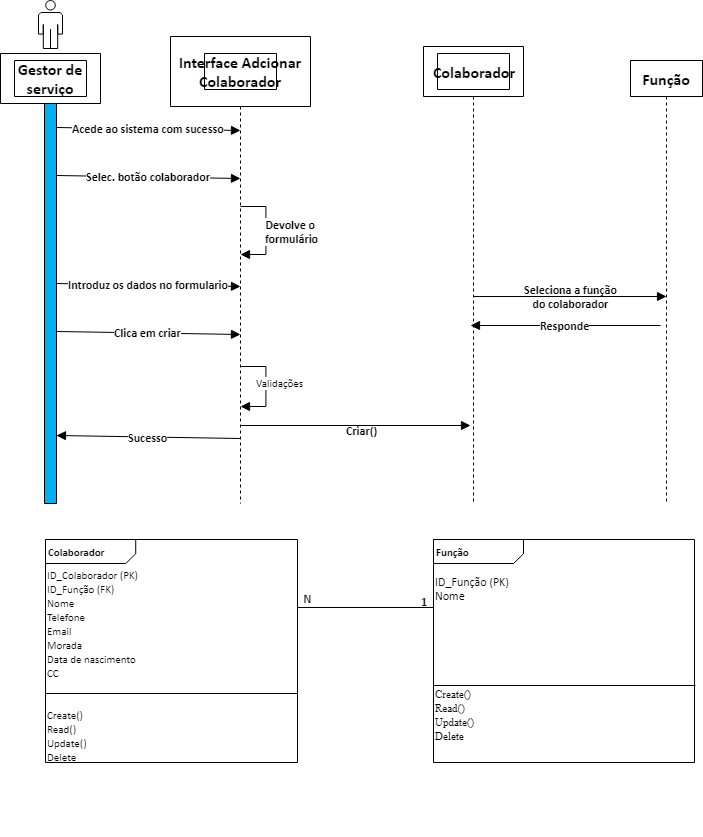 Gestor de
serviço
Interface Adcionar
Colaborador
Colaborador
Função
Acede ao sistema com sucesso
Selec. botão colaborador
Devolve o
formulário
Introduz os dados no formulario
Seleciona a função
do colaborador
Responde
Clica em criar
Validações
Criar()
Sucesso
Colaborador
ID_Colaborador (PK)
ID_Função (FK)
Nome
Telefone
Email
Morada
Data de nascimento
CC
Create()
Read()
Update()
Delete
N
1
Função
ID_Função (PK)
Nome
Create()
Read()
Update()
Delete